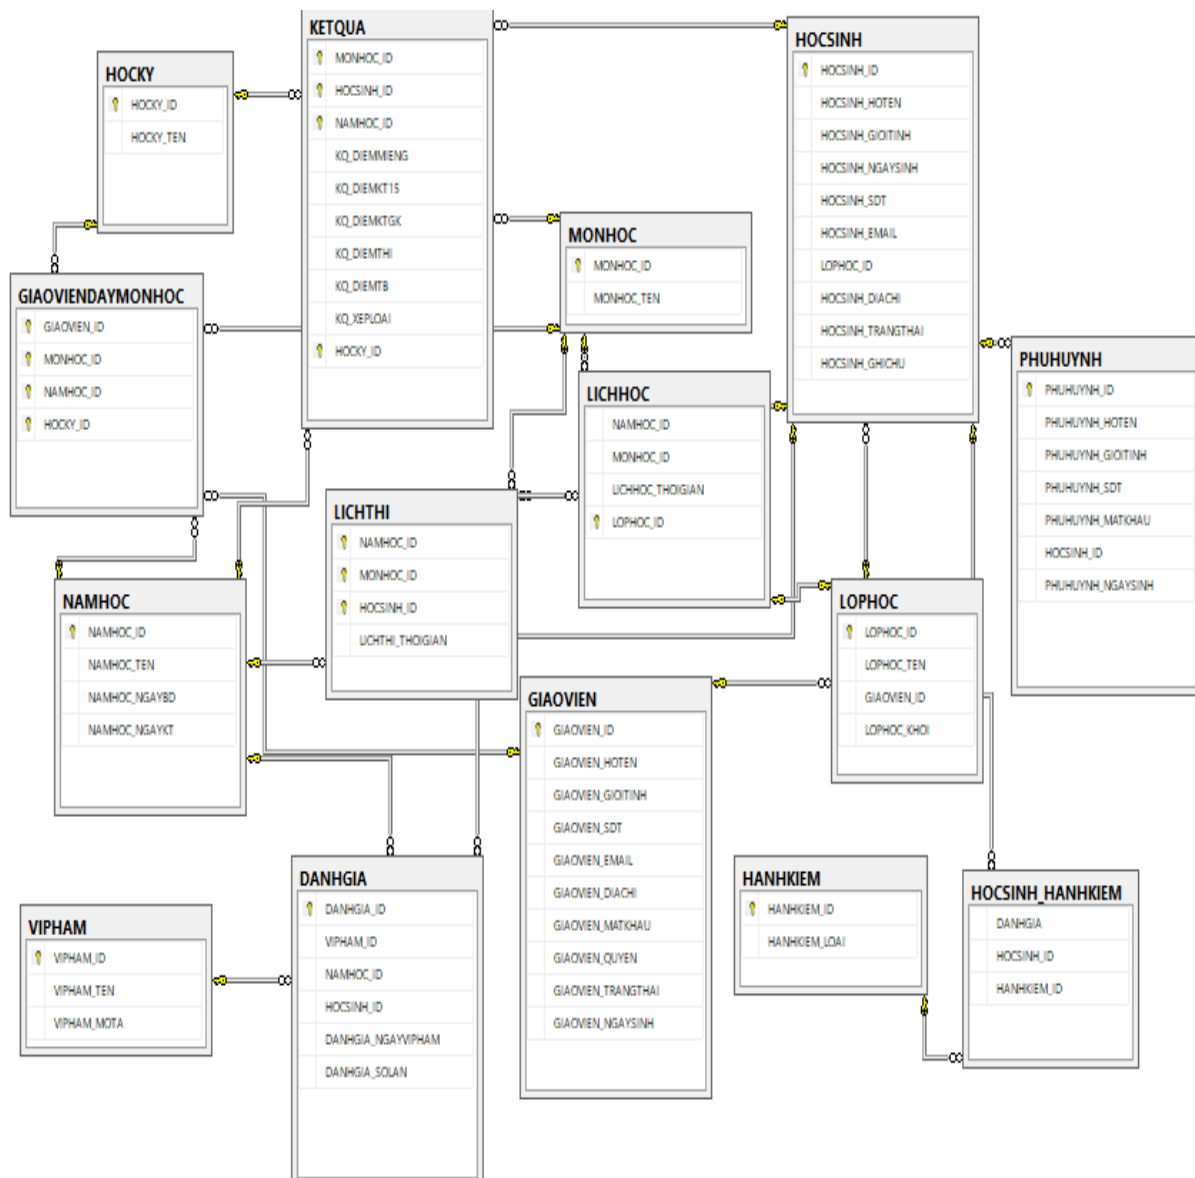 KETQUA
MONHOC_ID
HOCSINH_ID
NAMHOC_ID
KQ_DIEMMIENG
KQ_DIEMKT15
KQ_DIEMKTGK
KQ_DIEMTHI
KQ_DIEMTB
KQ_XEPLOAI
HOCKY_ID
HOCSINH
HOCSINH_ID
HOCSINH_HOTEN
HOCSINH_GIOITINH
HOCSINH_NGAYSINH
HOCSINH_SDT
HOCSINH_EMAIL
LOPHOC_ID
HOCSINH_DIACHI
HOCSINH_TRANGTHAI
HOCSINH_GHICHU
HOCKY
HOCKY_ID
HOCKY_TEN
MONHOC
MONHOC_ID
MONHOC_TEN
GIAOVIENDAYMONHOC
GIAOVIEN_ID
MONHOC_ID
NAMHOC_ID
HOCKY_ID
PHUHUYNH
PHUHUYNH_ID
PHUHUYNH_HOTEN
PHUHUYNH_GIOITINH
PHUHUYNH_SDT
PHUHUYNH_MATKHAU
HOCSINH_ID
PHUHUYNH_NGAYSINH
LICHHOC
NAMHOC_ID
MONHOC_ID
LICHHOC_THOIGIAN
LOPHOC_ID
LICHTHI
NAMHOC_ID
MONHOC_ID
HOCSINH_ID
LICHTHI_THOIGIAN
NAMHOC
NAMHOC_ID
NAMHOC_TEN
NAMHOC_NGAYBD
NAMHOC_NGAYKT
LOPHOC
LOPHOC_ID
LOPHOC_TEN
GIAOVIEN_ID
LOPHOC_KHOI
GIAOVIEN
GIAOVIEN_ID
GIAOVIEN_HOTEN
GIAOVIEN_GIOITINH
GIAOVIEN_SDT
GIAOVIEN_EMAIL
GIAOVIEN_DIACHI
GIAOVIEN_MATKHAU
GIAOVIEN_QUYEN
GIAOVIEN_TRANGTHAI
GIAOVIEN_NGAYSINH
DANHGIA
DANHGIA_ID
VIPHAM_ID
NAMHOC_ID
HOCSINH_ID
DANHGIA_NGAYVIPHAM
DANHGIA_SOLAN
HANHKIEM
HANHKIEM_ID
HANHKIEM_LOAI
HOCSINH_HANHKIEM
DANHGIA
HOCSINH_ID
HANHKIEM_ID
VIPHAM
VIPHAM_ID
VIPHAM_TEN
VIPHAM_MOTA